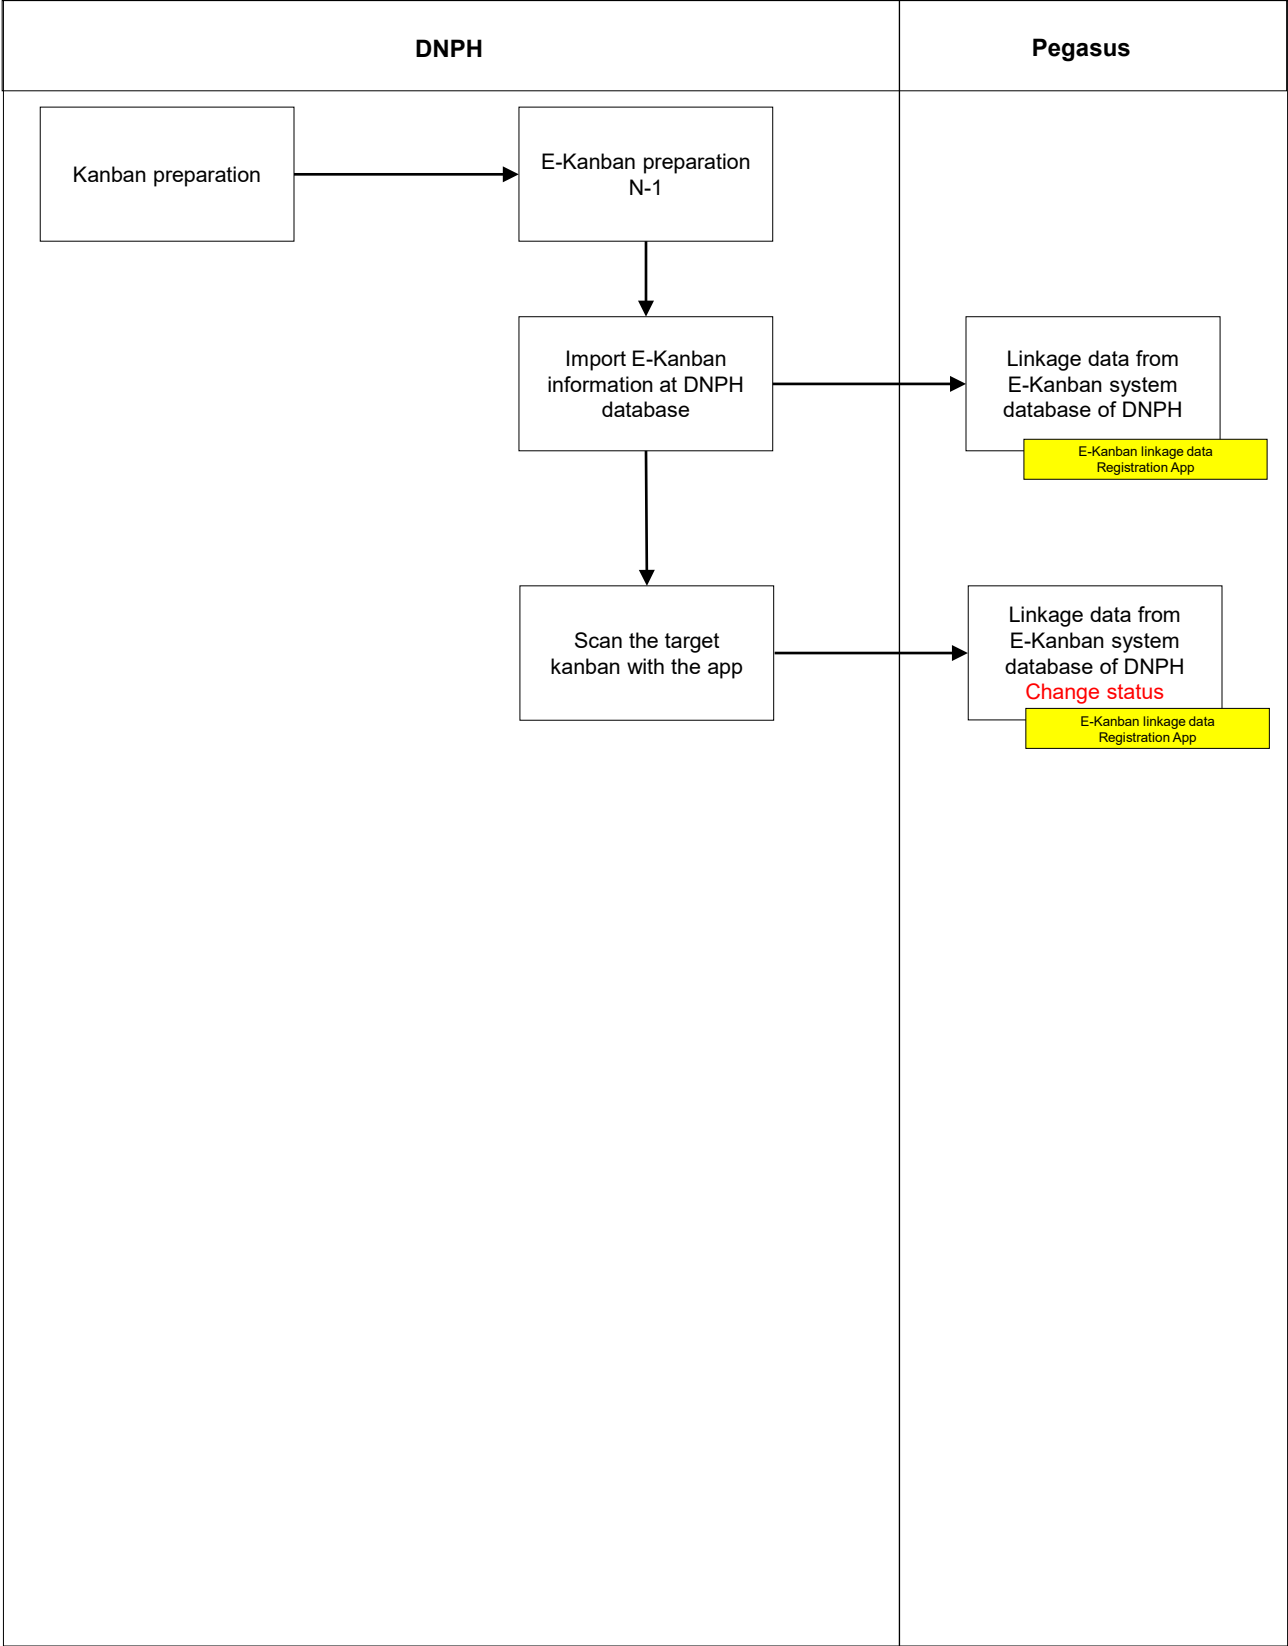 DNPH
Pegasus
Kanban preparation
E-Kanban preparation
N-1
Import E-Kanban
information at DNPH
database
Linkage data from
E-Kanban system
database of DNPH
E-Kanban linkage data
Registration App
Scan the target
kanban with the app
Linkage data from
E-Kanban system
database of DNPH
Change status
E-Kanban linkage data
Registration App